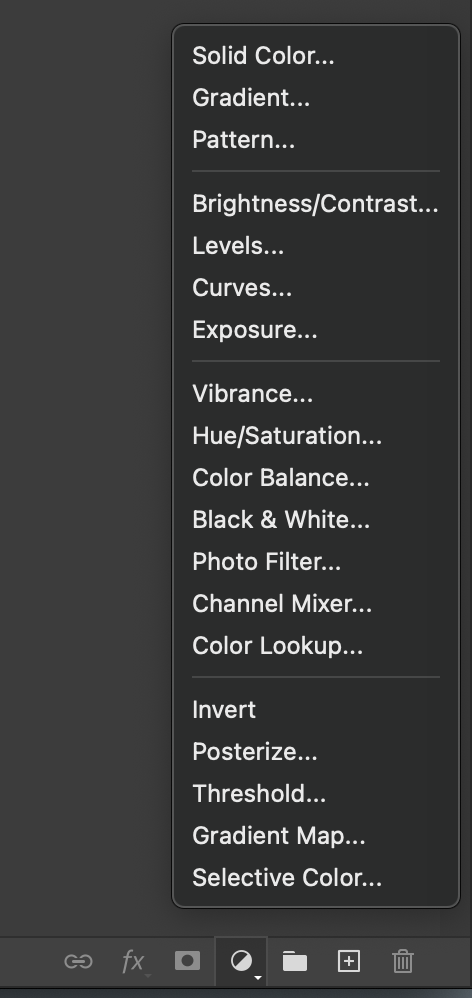 Solid Color...
Gradient...
Pattern...
Brightness/Contrast...
Levels...
Curves...
Exposure...
Vibrance...
Hue/Saturation...
Color Balance...
Black & White...
Photo Filter...
Channel Mixer...
Color Lookup...
Invert
Posterize...
Threshold...
Gradient Map...
Selective Color...
fx